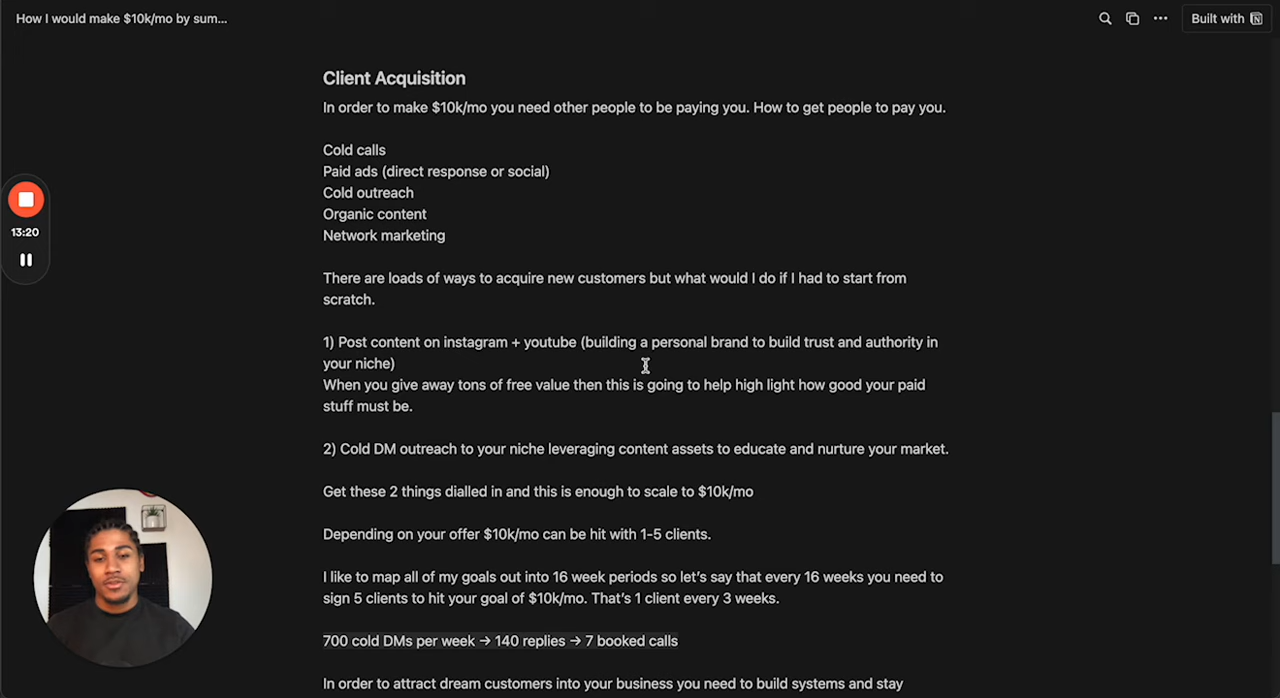 How I would make $10k/mo by sum...
Built with
Client Acquisition
In order to make $10k/mo you need other people to be paying you. How to get people to pay you.
Cold calls
Paid ads (direct response or social)
Cold outreach
Organic content
Network marketing
13:20
There are loads of ways to acquire new customers but what would I do if I had to start from
scratch.
1) Post content on instagram + youtube (building a personal brand to build trust and authority in
your niche)
When you give away tons of free value then this is going to help high light how good your paid
stuff must be.
2) Cold DM outreach to your niche leveraging content assets to educate and nurture your market.
Get these 2 things dialled in and this is enough to scale to $10k/mo
Depending on your offer $10k/mo can be hit with 1-5 clients.
I like to map all of my goals out into 16 week periods so let's say that every 16 weeks you need to
sign 5 clients to hit your goal of $10k/mo. That's 1 client every 3 weeks.
700 cold DMs per week → 140 replies → 7 booked calls
In order to attract dream customers into your business you need to build systems and stay